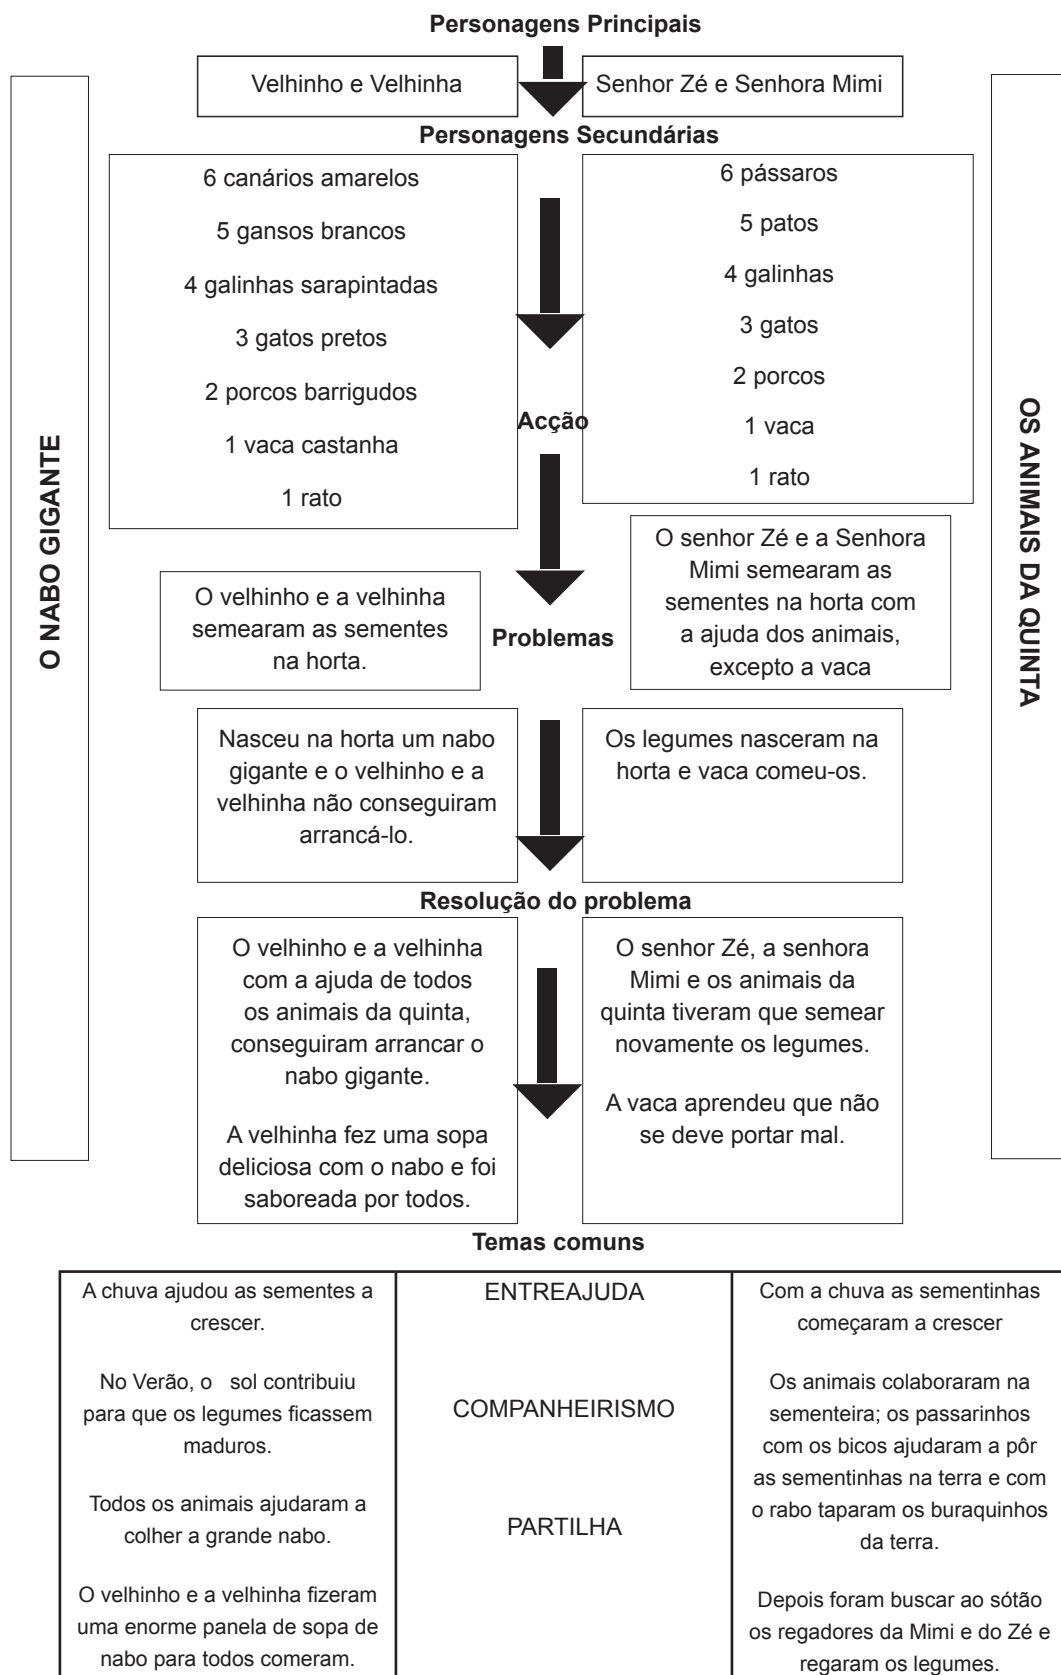 Personagens Principais
O NABO GIGANTE
OS ANIMAIS DA QUINTA
Velhinho e Velhinha
Senhor Zé e Senhora Mimi
Personagens Secundárias
6 canários amarelos
5 gansos brancos
4 galinhas sarapintadas
3 gatos pretos
2 porcos barrigudos
1 vaca castanha
1 rato
6 pássaros
5 patos
4 galinhas
3 gatos
2 porcos
1 vaca
1 rato
Acção
O velhinho e a velhinha
semearam as sementes
na horta.
O senhor Zé e a Senhora
Mimi semearam as
sementes na horta com
a ajuda dos animais,
excepto a vaca
Problemas
Nasceu na horta um nabo
gigante e o velhinho e a
velhinha não conseguiram
arrancá-lo.
Os legumes nasceram na
horta e vaca comeu-os.
Resolução do problema
O velhinho e a velhinha
com a ajuda de todos
os animais da quinta,
conseguiram arrancar o
nabo gigante.
A velhinha fez uma sopa
deliciosa com o nabo e foi
saboreada por todos.
O senhor Zé, a senhora
Mimi e os animais da
quinta tiveram que semear
novamente os legumes.
A vaca aprendeu que não
se deve portar mal.
Temas comuns
A chuva ajudou as sementes a
crescer.
No Verão, o sol contribuiu
para que os legumes ficassem
maduros.
Todos os animais ajudaram a
colher a grande nabo.
O velhinho e a velhinha fizeram
uma enorme panela de sopa de
nabo para todos comeram.
ENTREAJUDA
COMPANHEIRISMO
PARTILHA
Com a chuva as sementinhas
começaram a crescer
Os animais colaboraram na
sementeira; os passarinhos
com os bicos ajudaram a pôr
as sementinhas na terra e com
o rabo taparam os buraquinhos
da terra.
Depois foram buscar ao sótão
os regadores da Mimi e do Zé e
regaram os legumes.